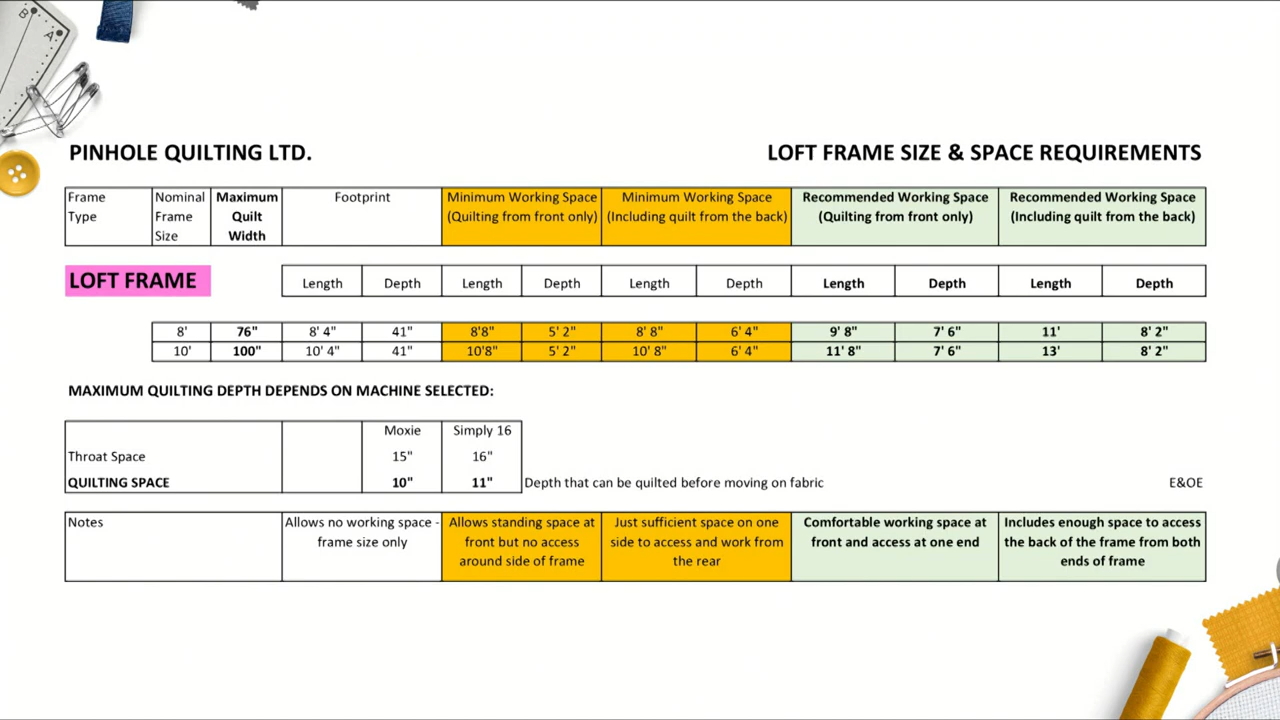 B
A
PINHOLE QUILTING LTD. LOFT FRAME SIZE & SPACE REQUIREMENTS
Frame Type Nominal Frame Size Maximum Quilt Width Footprint Minimum Working Space (Quilting from front only) Minimum Working Space (Including quilt from the back) Recommended Working Space (Quilting from front only) Recommended Working Space (Including quilt from the back)
LOFT FRAME Length Depth Length Depth Length Depth Length Depth Length Depth
8' 76" 8' 4" 41" 8'8" 5' 2" 8' 8" 6' 4" 9' 8" 7' 6" 11' 8' 2"
10' 100" 10' 4" 41" 10'8" 5' 2" 10' 8" 6' 4" 11' 8" 7' 6" 13' 8' 2"
MAXIMUM QUILTING DEPTH DEPENDS ON MACHINE SELECTED:
Moxie Simply 16
Throat Space 15" 16"
QUILTING SPACE 10" 11" Depth that can be quilted before moving on fabric E&OE
Notes Allows no working space - frame size only Allows standing space at front but no access around side of frame Just sufficient space on one side to access and work from the rear Comfortable working space at front and access at one end Includes enough space to access the back of the frame from both ends of frame